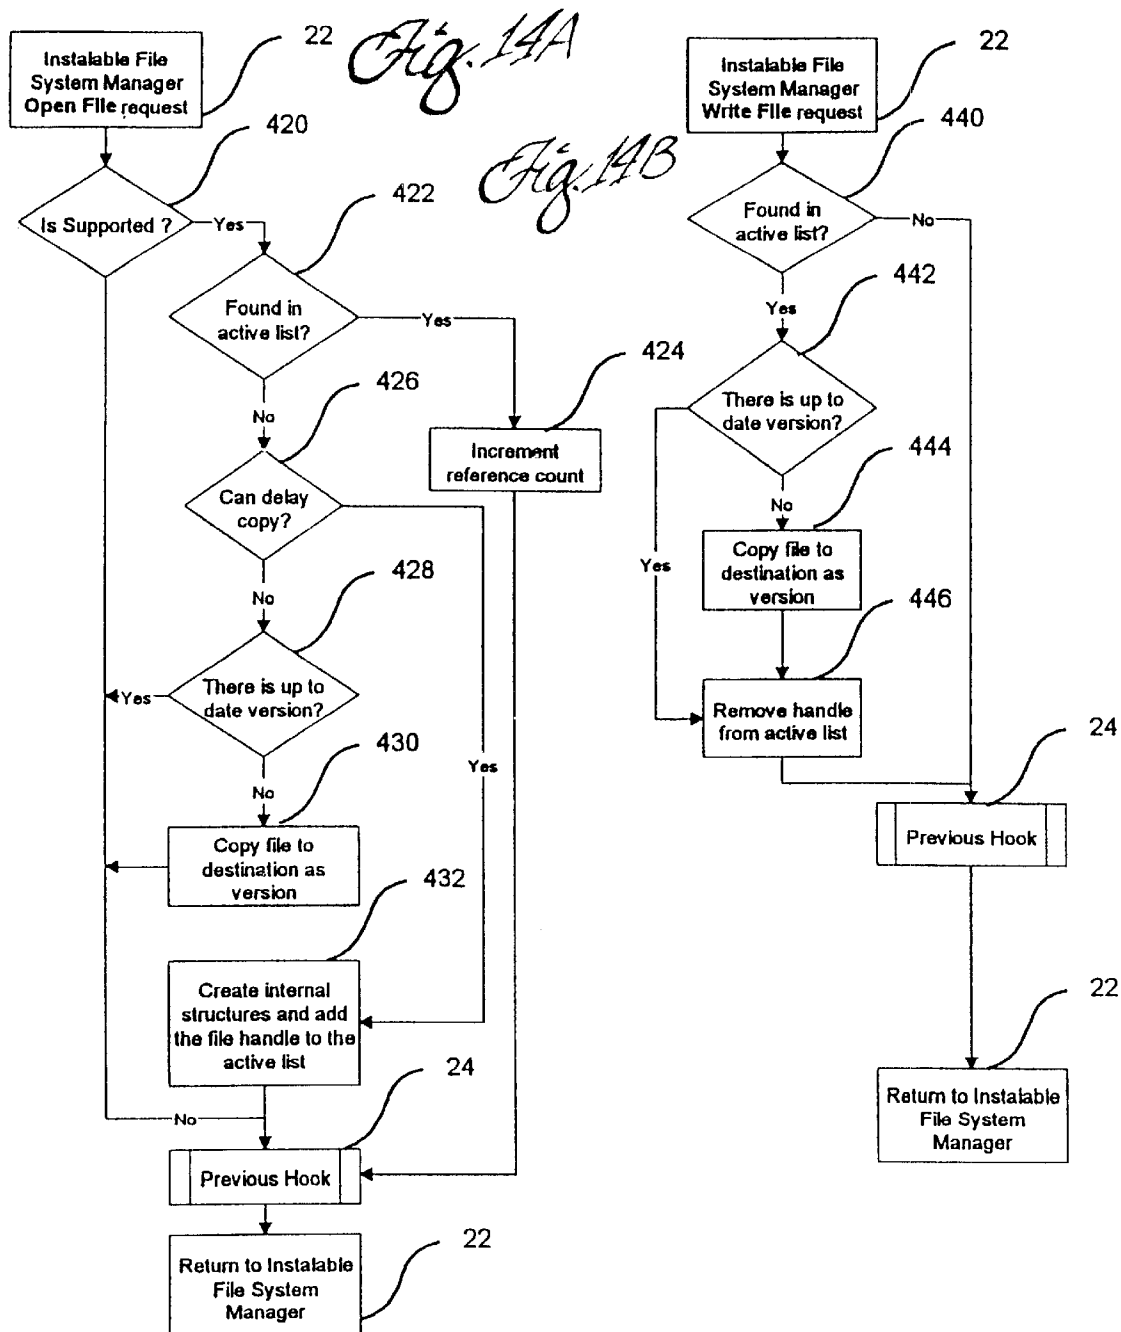 Fig. 14A
22
Instalable File
System Manager
Open File request
420
Is Supported ?
Yes
422
Found in
active list?
Yes
424
Increment
reference count
No
426
Can delay
copy?
Yes
No
428
There is up to
date version?
Yes
No
430
Copy file to
destination as
version
432
Create internal
structures and add
the file handle to the
active list
No
24
Previous Hook
22
Return to Instalable
File System
Manager
Fig. 14B
22
Instalable File
System Manager
Write File request
440
Found in
active list?
No
Yes
442
There is up to
date version?
Yes
No
444
Copy file to
destination as
version
446
Remove handle
from active list
24
Previous Hook
22
Return to Instalable
File System
Manager